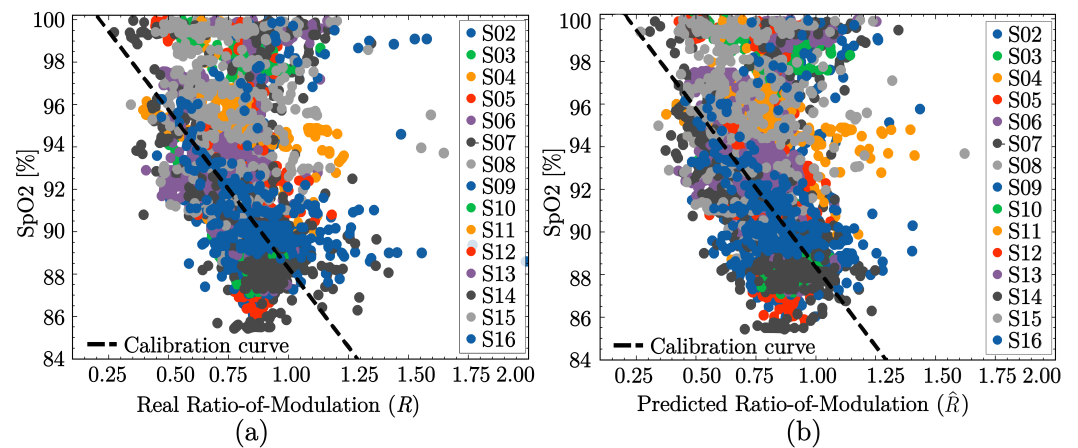 100
98
96
94
92
90
88
86
84
SpO2 [%]
0.25 0.50 0.75 1.00 1.25 1.50 1.75 2.00
Real Ratio-of-Modulation (R)
Calibration curve
S02
S03
S04
S05
S06
S07
S08
S09
S10
S11
S12
S13
S14
S15
S16
(a)
100
98
96
94
92
90
88
86
84
SpO2 [%]
0.25 0.50 0.75 1.00 1.25 1.50 1.75 2.00
Predicted Ratio-of-Modulation (R̂)
Calibration curve
S02
S03
S04
S05
S06
S07
S08
S09
S10
S11
S12
S13
S14
S15
S16
(b)